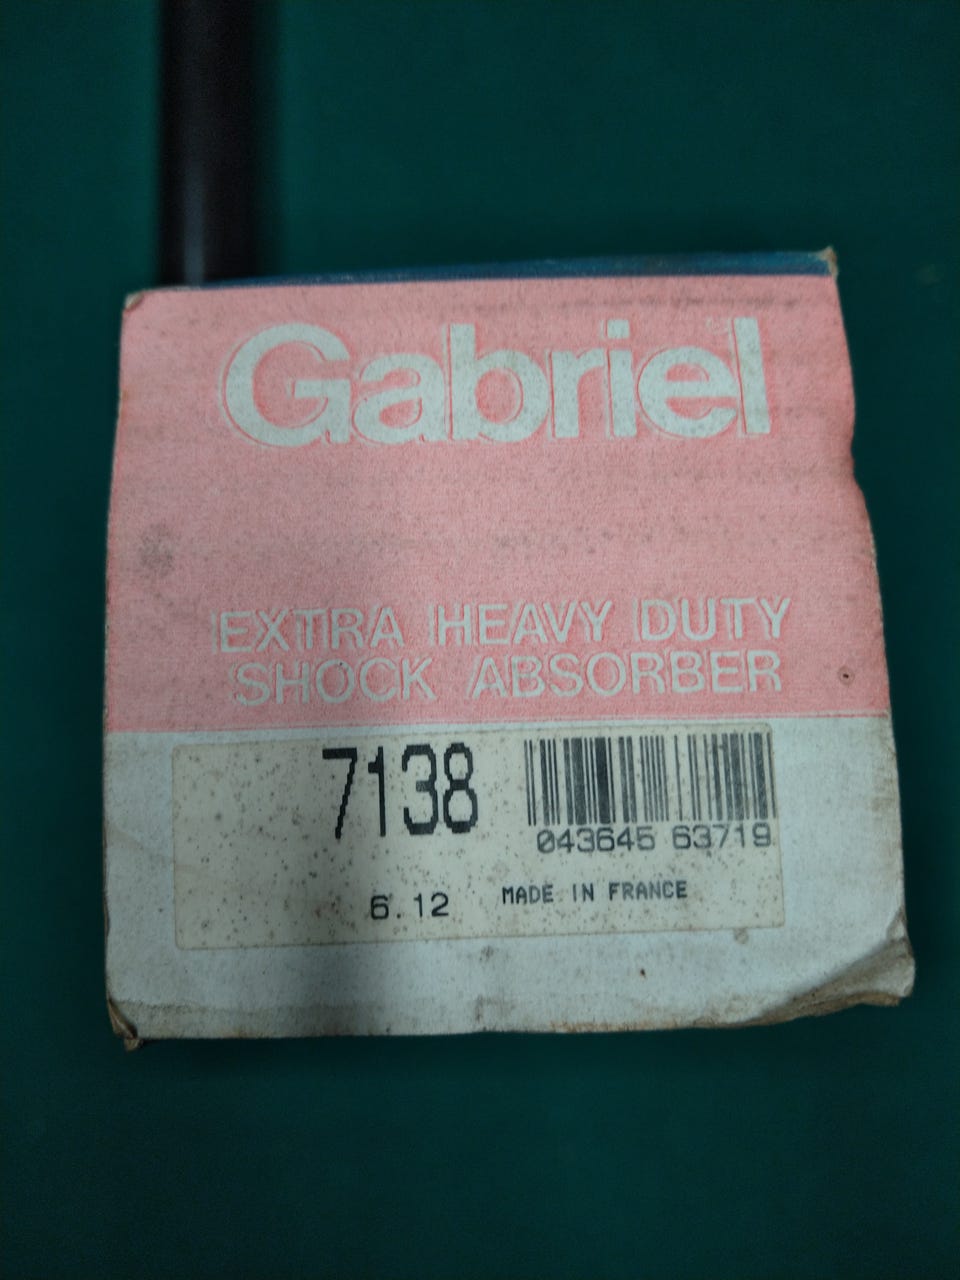 Gabriel
EXTRA HEAVY DUTY
SHOCK ABSORBER
7138
043645 63719
6.12
MADE IN FRANCE